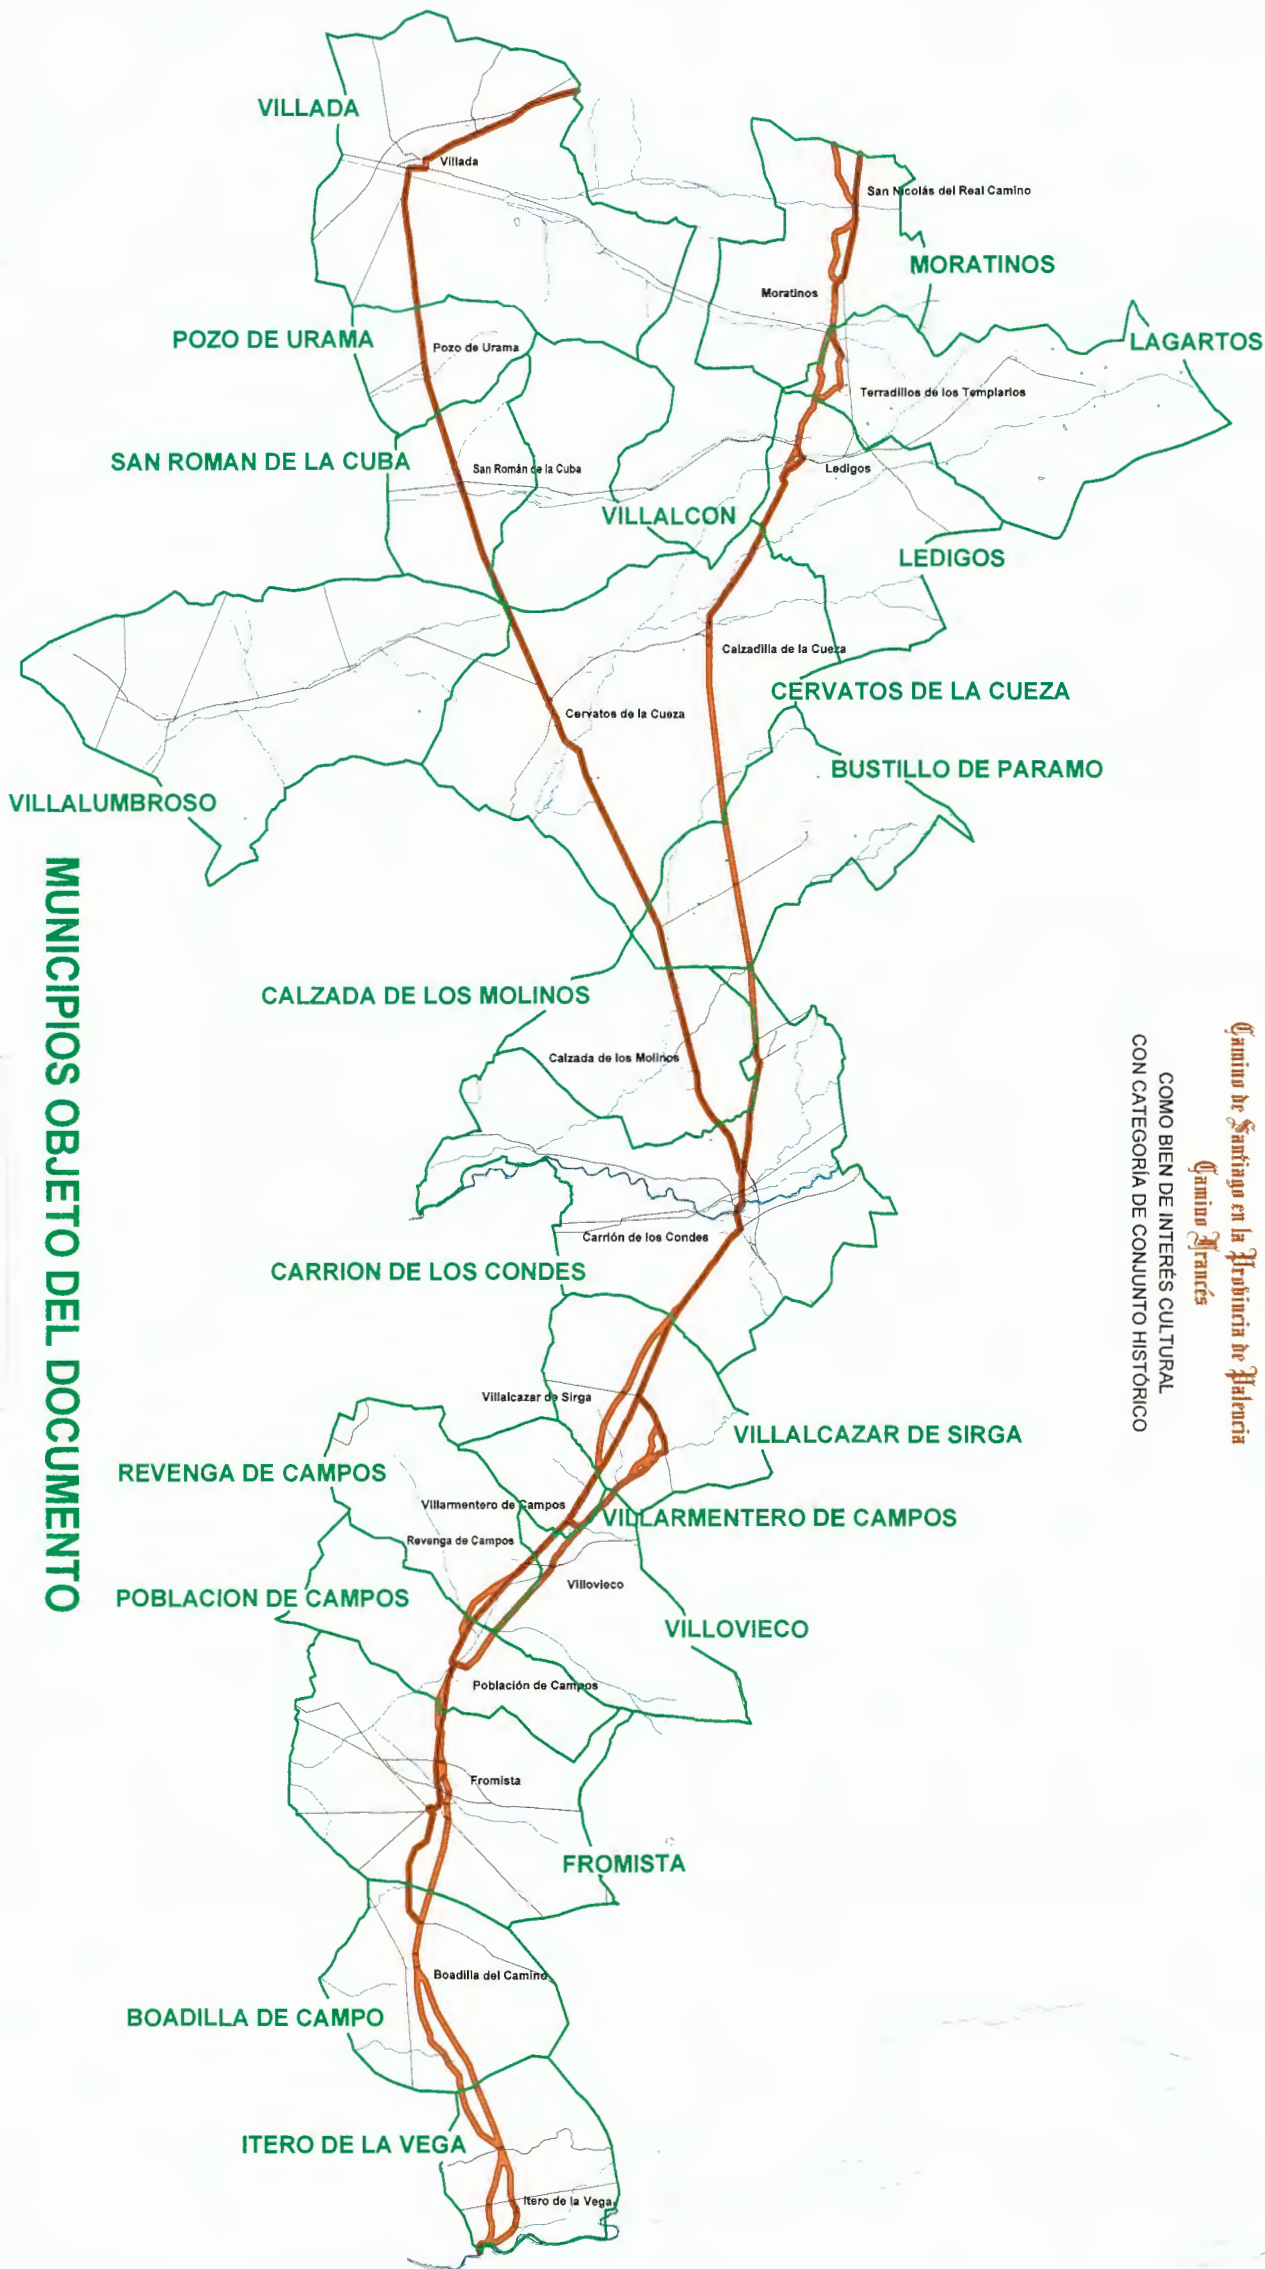 VILLADA
Villada
San Nicolás del Real Camino
MORATINOS
Moratinos
POZO DE URAMA
Pozo de Urama
LAGARTOS
Terradillos de los Templarios
SAN ROMAN DE LA CUBA
San Román de la Cuba
Ledigos
VILLALCON
LEDIGOS
Calzadilla de la Cueza
CERVATOS DE LA CUEZA
Cervatos de la Cueza
BUSTILLO DE PARAMO
VILLALUMBROSO
MUNICIPIOS OBJETO DEL DOCUMENTO
CALZADA DE LOS MOLINOS
Calzada de los Molinos
Camino de Santiago en la Probincia de Palencia
Camino Francés
COMO BIEN DE INTERÉS CULTURAL
CON CATEGORÍA DE CONJUNTO HISTÓRICO
Carrión de los Condes
CARRION DE LOS CONDES
Villalcazar de Sirga
VILLALCAZAR DE SIRGA
REVENGA DE CAMPOS
Villarmentero de Campos
VILLARMENTERO DE CAMPOS
Revenga de Campos
Villovieco
POBLACION DE CAMPOS
VILLOVIECO
Población de Campos
Fromista
FROMISTA
Boadilla del Camino
BOADILLA DE CAMPO
ITERO DE LA VEGA
Itero de la Vega